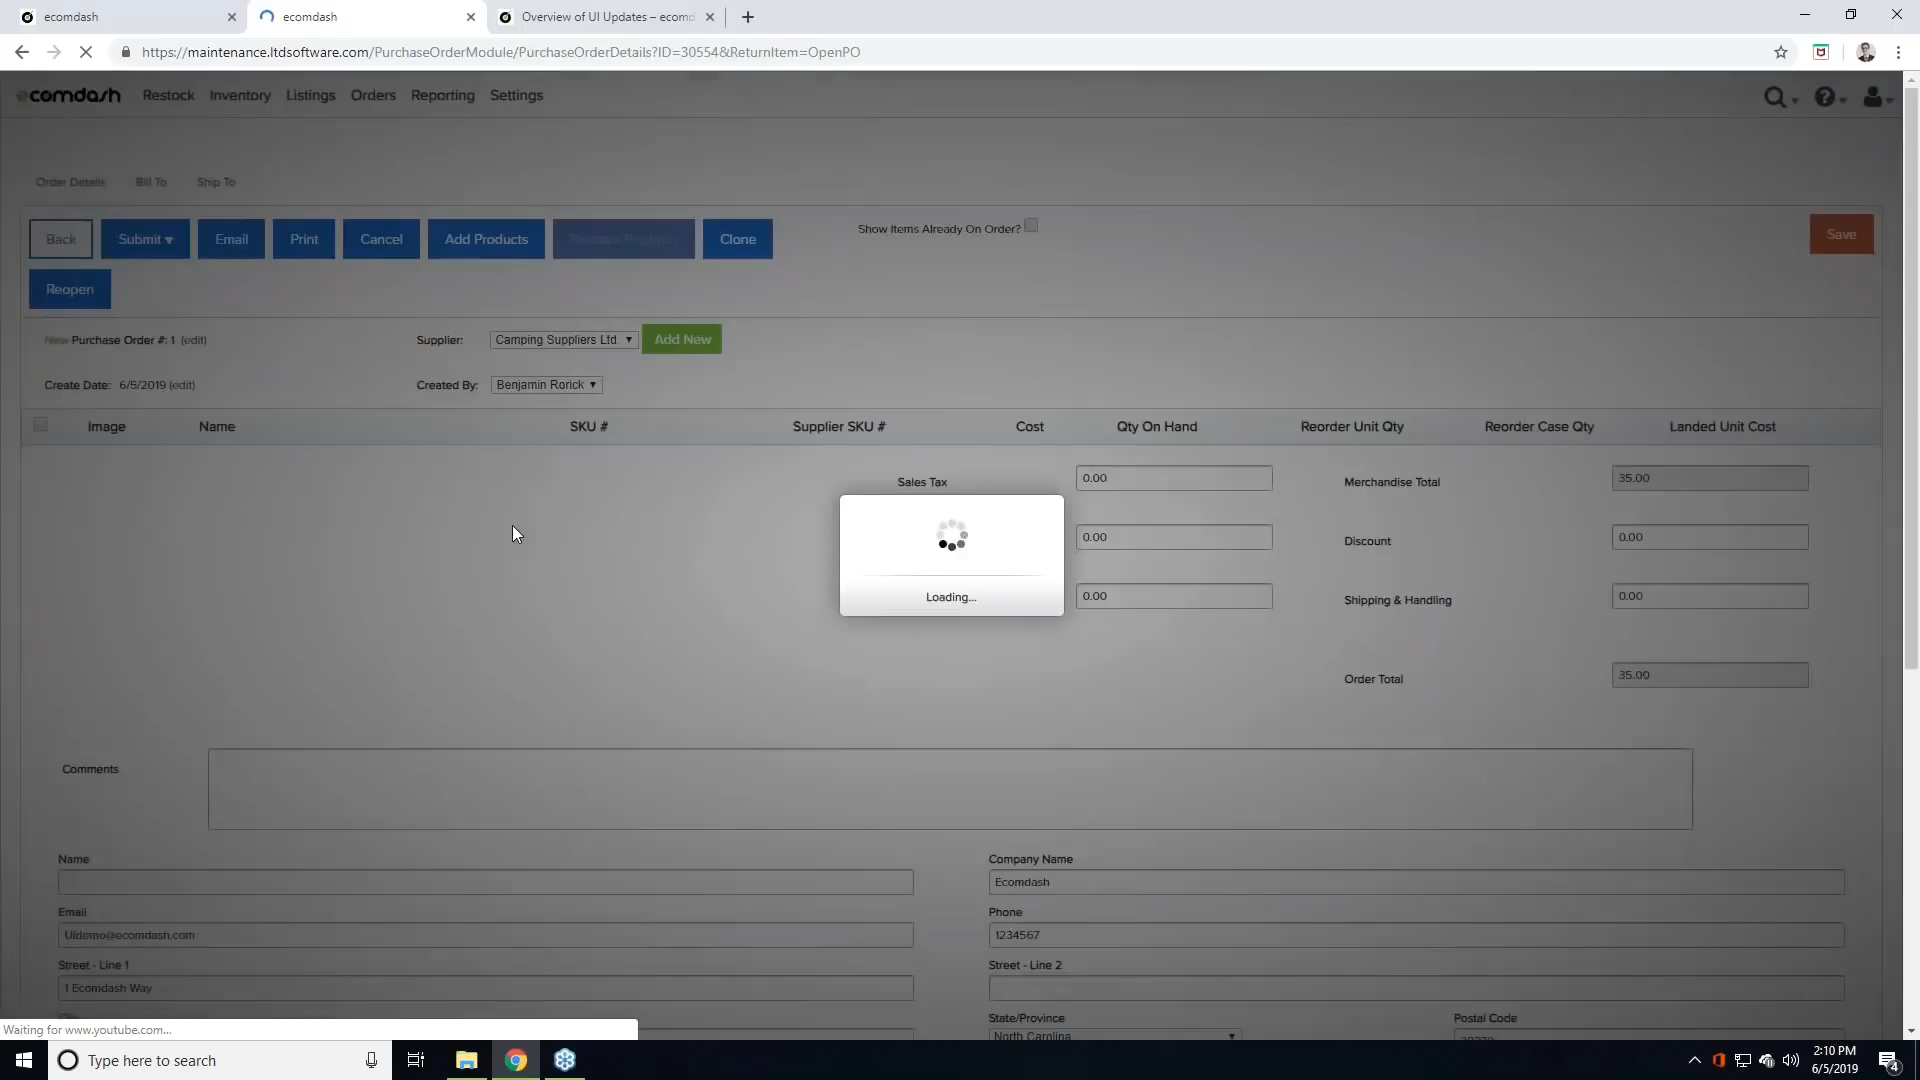 ecomdash
ecomdash
Overview of UI Updates – ecomd
https://maintenance.ltdsoftware.com/PurchaseOrderModule/PurchaseOrderDetails?ID=30554&ReturnItem=OpenPO
ecomdash Restock Inventory Listings Orders Reporting Settings
Order Details Bill To Ship To
Back Submit▾ Email Print Cancel Add Products Remove Products Clone Show Items Already On Order? Save
Reopen
New Purchase Order #: 1 (edit) Supplier: Camping Suppliers Ltd. Add New
Create Date: 6/5/2019 (edit) Created By: Benjamin Rorick
Image Name SKU # Supplier SKU # Cost Qty On Hand Reorder Unit Qty Reorder Case Qty Landed Unit Cost
Sales Tax 0.00 Merchandise Total 35.00
0.00 Discount 0.00
Loading...
0.00 Shipping & Handling 0.00
Order Total 35.00
Comments
Name Company Name
Ecomdash
Email Phone
Uidemo@ecomdash.com 1234567
Street - Line 1 Street - Line 2
1 Ecomdash Way
State/Province Postal Code
North Carolina
Waiting for www.youtube.com...
Type here to search
2:10 PM
6/5/2019
4